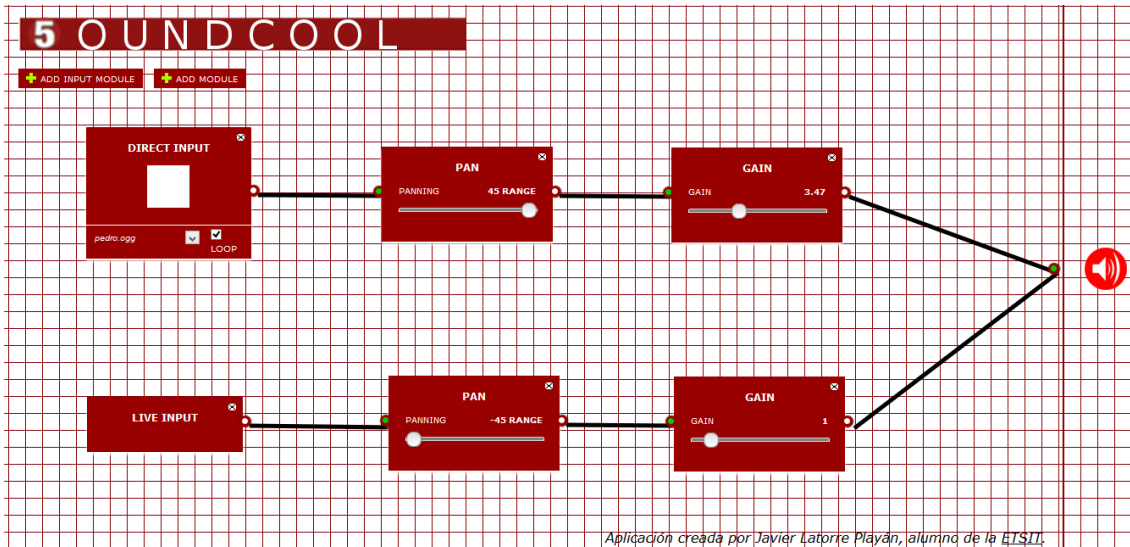 5OUNDCOOL
ADD INPUT MODULE ADD MODULE
DIRECT INPUT
pedro.ogg
LOOP
PAN
PANNING 45 RANGE
GAIN
GAIN 3.47
LIVE INPUT
PAN
PANNING -45 RANGE
GAIN
GAIN 1
Aplicación creada por Javier Latorre Playán, alumno de la ETSIT.